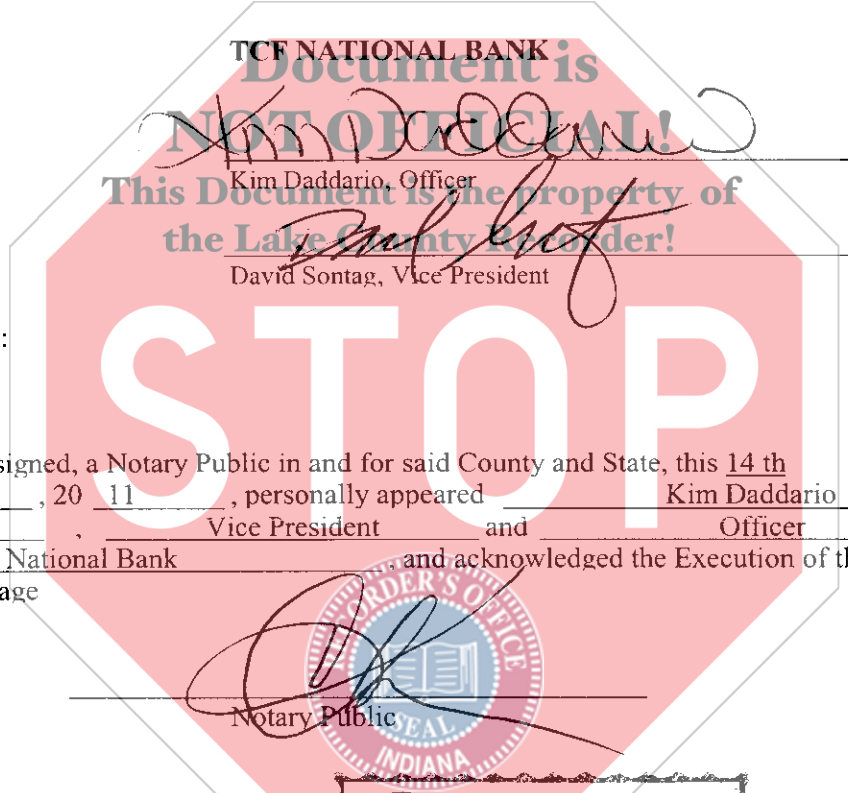 TCF NATIONAL BANK
Document is
NOT OFFICIAL!
Kim Daddario
Kim Daddario, Officer
This Document is the property of
the Lake County Recorder!
David Sontag, Vice President
STOP
:
signed, a Notary Public in and for said County and State, this 14 th
, 20 11 , personally appeared Kim Daddario
, Vice President and Officer
National Bank , and acknowledged the Execution of th
age
RECORDER'S OFFICE
Notary Public
SEAL
INDIANA